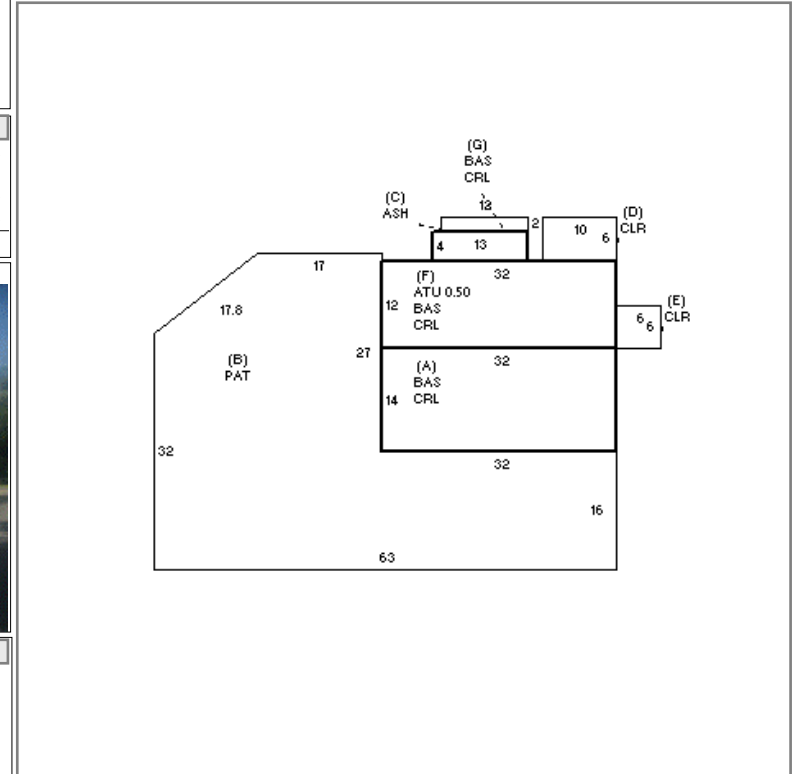 (G)
BAS
CRL
(C)
ASH
12
2
(D)
CLR
10
6
4
13
17
32
(F)
ATU 0.50
BAS
CRL
12
(E)
CLR
6
6
17.8
27
32
(B)
PAT
(A)
BAS
CRL
14
32
32
16
63